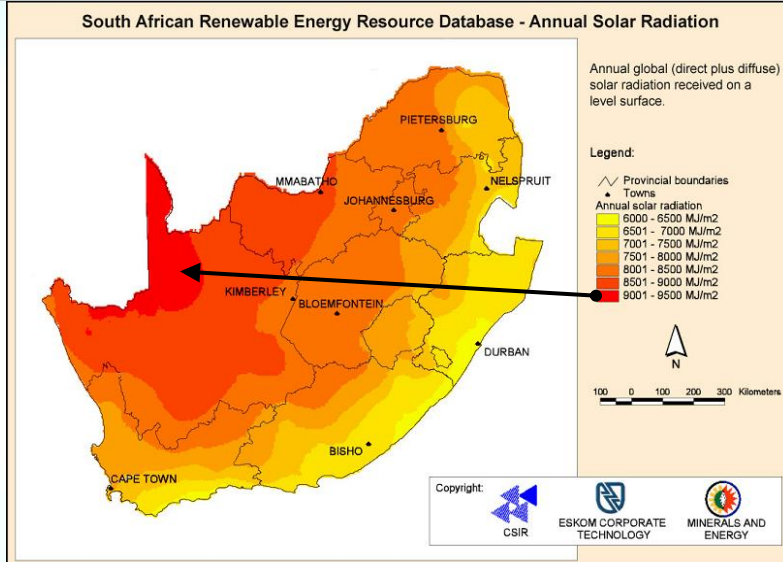 South African Renewable Energy Resource Database - Annual Solar Radiation
Annual global (direct plus diffuse)
solar radiation received on a
level surface.
PIETERSBURG
Legend:
MMABATHO
NELSPRUIT
Provincial boundaries
Towns
JOHANNESBURG
Annual solar radiation
6000 - 6500 MJ/m2
6501 - 7000 MJ/m2
7001 - 7500 MJ/m2
7501 - 8000 MJ/m2
8001 - 8500 MJ/m2
8501 - 9000 MJ/m2
9001 - 9500 MJ/m2
KIMBERLEY
BLOEMFONTEIN
DURBAN
N
100 0 100 200 300 Kilometers
BISHO
CAPE TOWN
Copyright:
CSIR
ESKOM CORPORATE
TECHNOLOGY
MINERALS AND
ENERGY